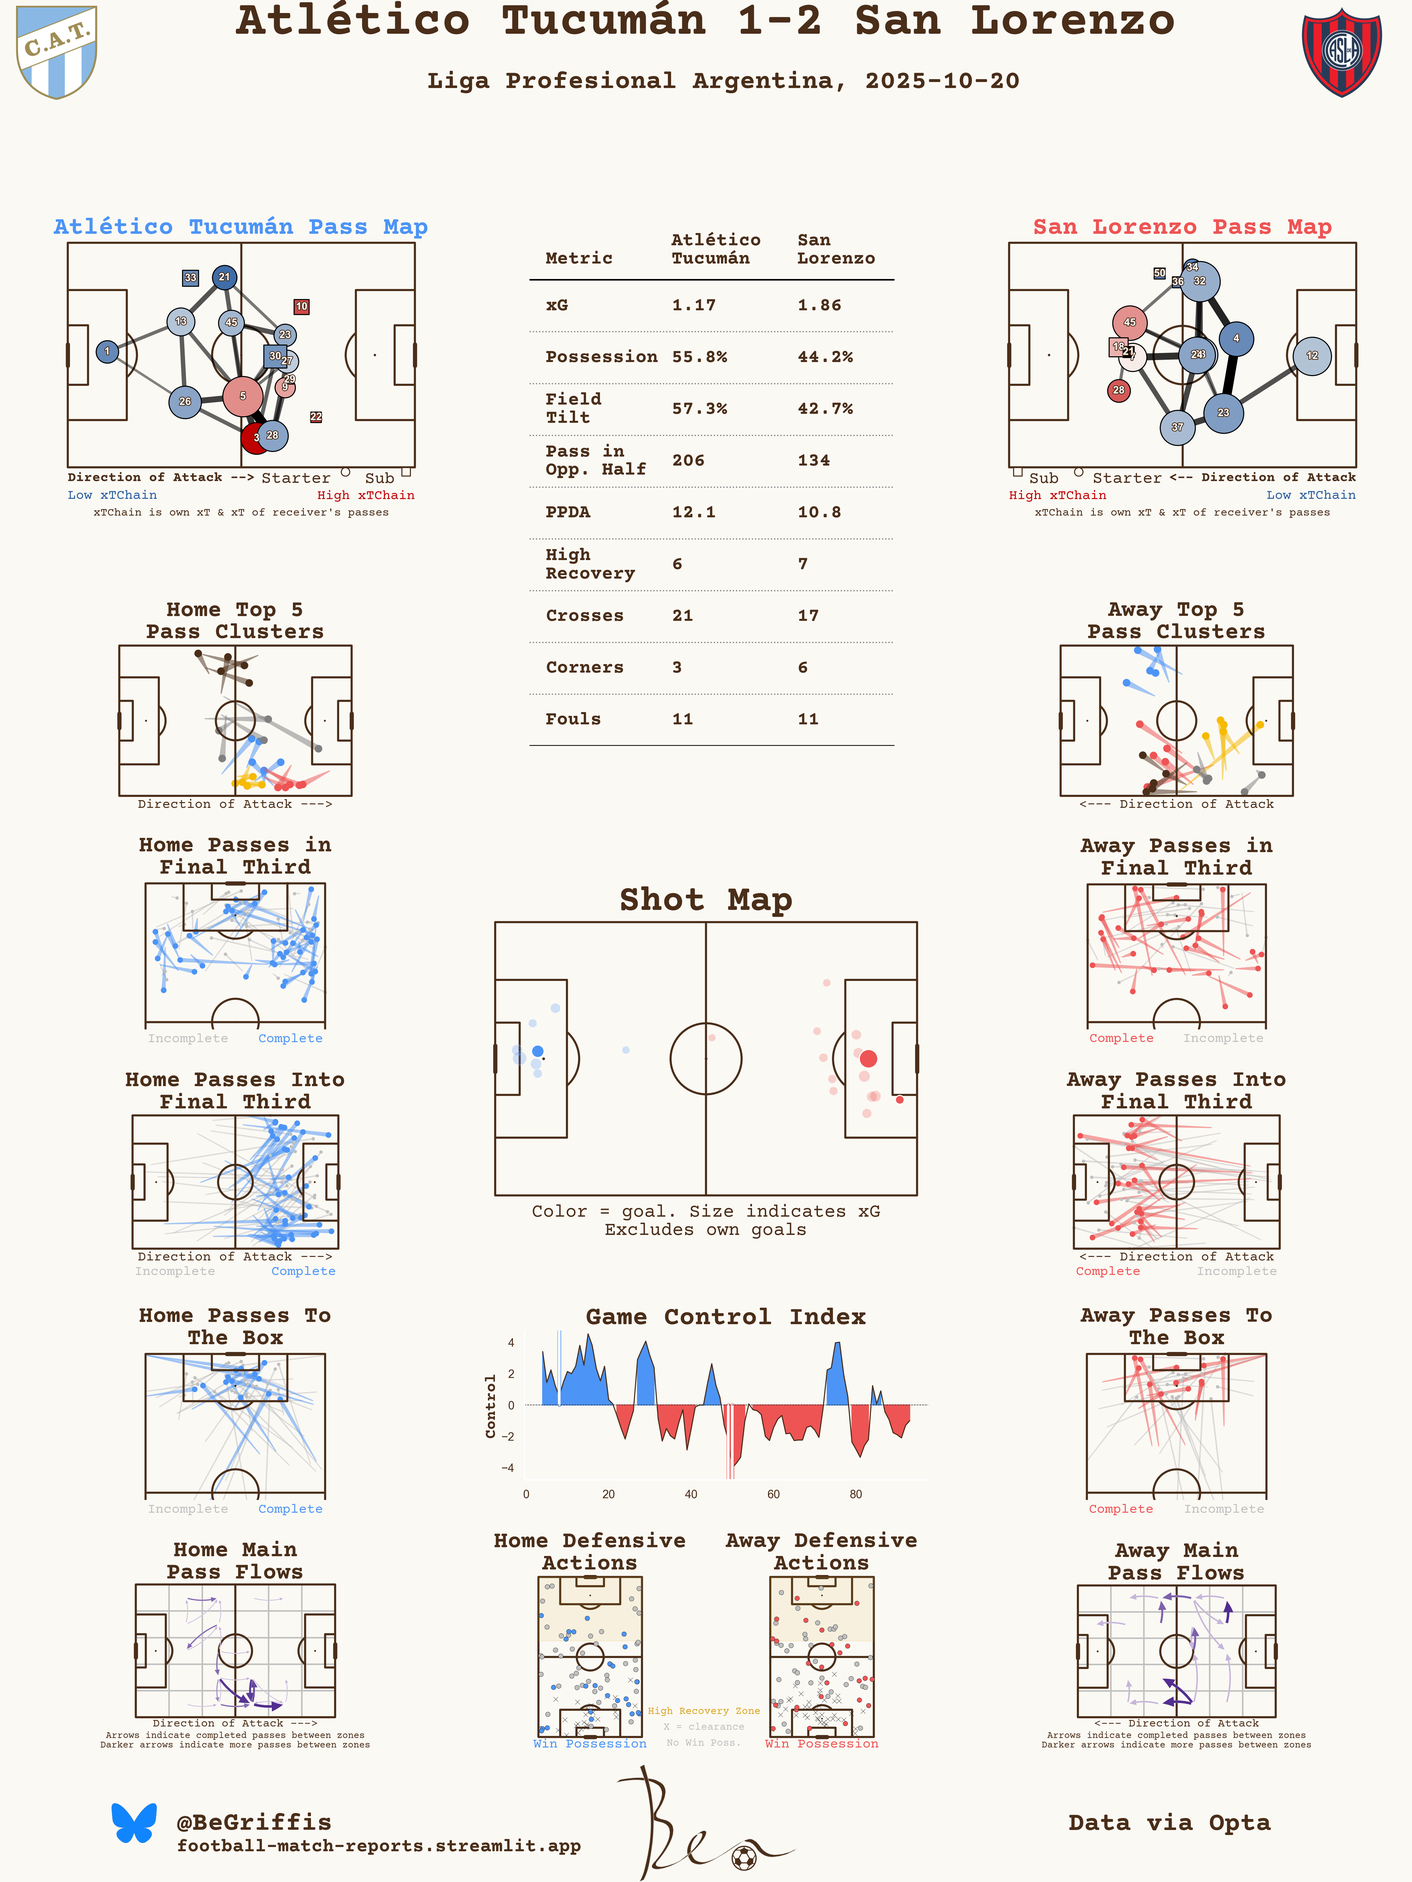 Atlético Tucumán 1-2 San Lorenzo
Liga Profesional Argentina, 2025-10-20
C.A.T.
Atlético Tucumán Pass Map
33
21
10
13
45
23
1
30
27
29
9
5
26
22
3
28
Direction of Attack --> Starter Sub
Low xTChain High xTChain
xTChain is own xT & xT of receiver's passes
Metric Atlético Tucumán San Lorenzo
xG 1.17 1.86
Possession 55.8% 44.2%
Field Tilt 57.3% 42.7%
Pass in Opp. Half 206 134
PPDA 12.1 10.8
High Recovery 6 7
Crosses 21 17
Corners 3 6
Fouls 11 11
San Lorenzo Pass Map
50
34
36
32
45
4
18
21
24
12
28
23
37
Sub Starter <-- Direction of Attack
High xTChain Low xTChain
xTChain is own xT & xT of receiver's passes
Home Top 5
Pass Clusters
Direction of Attack --->
Away Top 5
Pass Clusters
<--- Direction of Attack
Home Passes in
Final Third
Incomplete Complete
Away Passes in
Final Third
Complete Incomplete
Shot Map
Color = goal. Size indicates xG
Excludes own goals
Home Passes Into
Final Third
Direction of Attack --->
Incomplete Complete
Away Passes Into
Final Third
<--- Direction of Attack
Complete Incomplete
Game Control Index
Control
4
2
0
−2
−4
0 20 40 60 80
Home Passes To
The Box
Incomplete Complete
Away Passes To
The Box
Complete Incomplete
Home Main
Pass Flows
Direction of Attack --->
Arrows indicate completed passes between zones
Darker arrows indicate more passes between zones
Home Defensive
Actions
Win Possession
Away Defensive
Actions
Win Possession
High Recovery Zone
X = clearance
No Win Poss.
Away Main
Pass Flows
<--- Direction of Attack
Arrows indicate completed passes between zones
Darker arrows indicate more passes between zones
@BeGriffis
football-match-reports.streamlit.app
Ben
Data via Opta